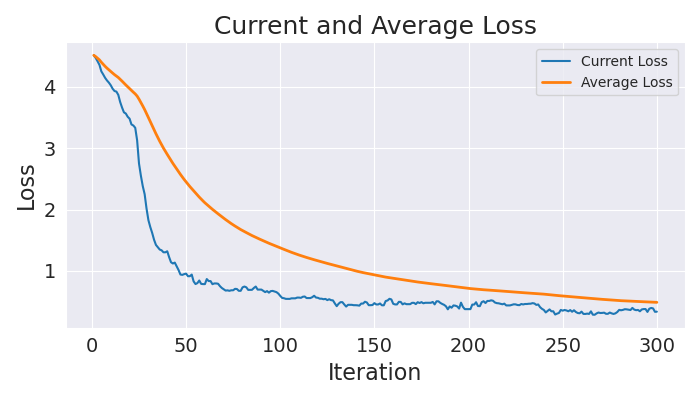 Current and Average Loss
Current Loss
Average Loss
Loss
4
3
2
1
0 50 100 150 200 250 300
Iteration